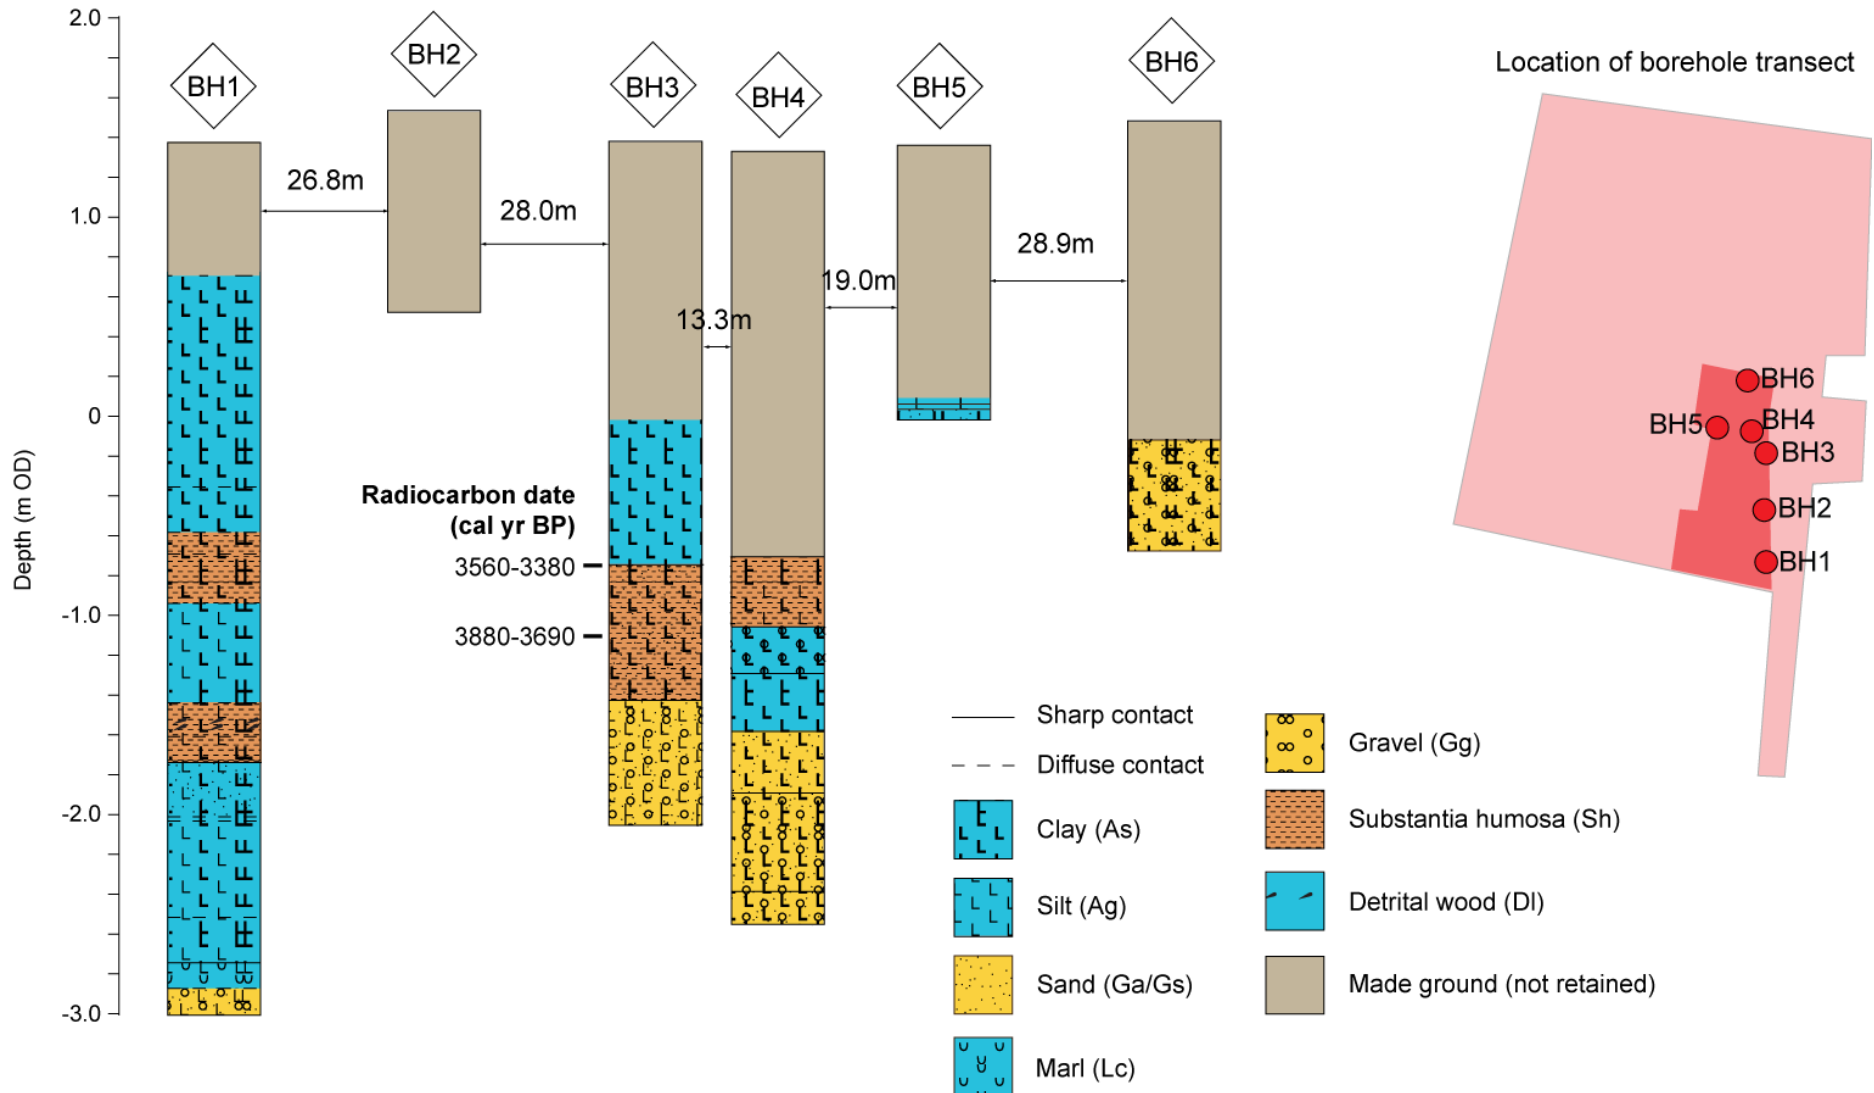 2.0
1.0
0
-1.0
-2.0
-3.0
Depth (m OD)
BH1
BH2
BH3
BH4
BH5
BH6
26.8m
28.0m
13.3m
19.0m
28.9m
Radiocarbon date
(cal yr BP)
3560-3380
3880-3690
Location of borehole transect
BH6
BH5
BH4
BH3
BH2
BH1
Sharp contact
Diffuse contact
Clay (As)
Silt (Ag)
Sand (Ga/Gs)
Marl (Lc)
Gravel (Gg)
Substantia humosa (Sh)
Detrital wood (Dl)
Made ground (not retained)